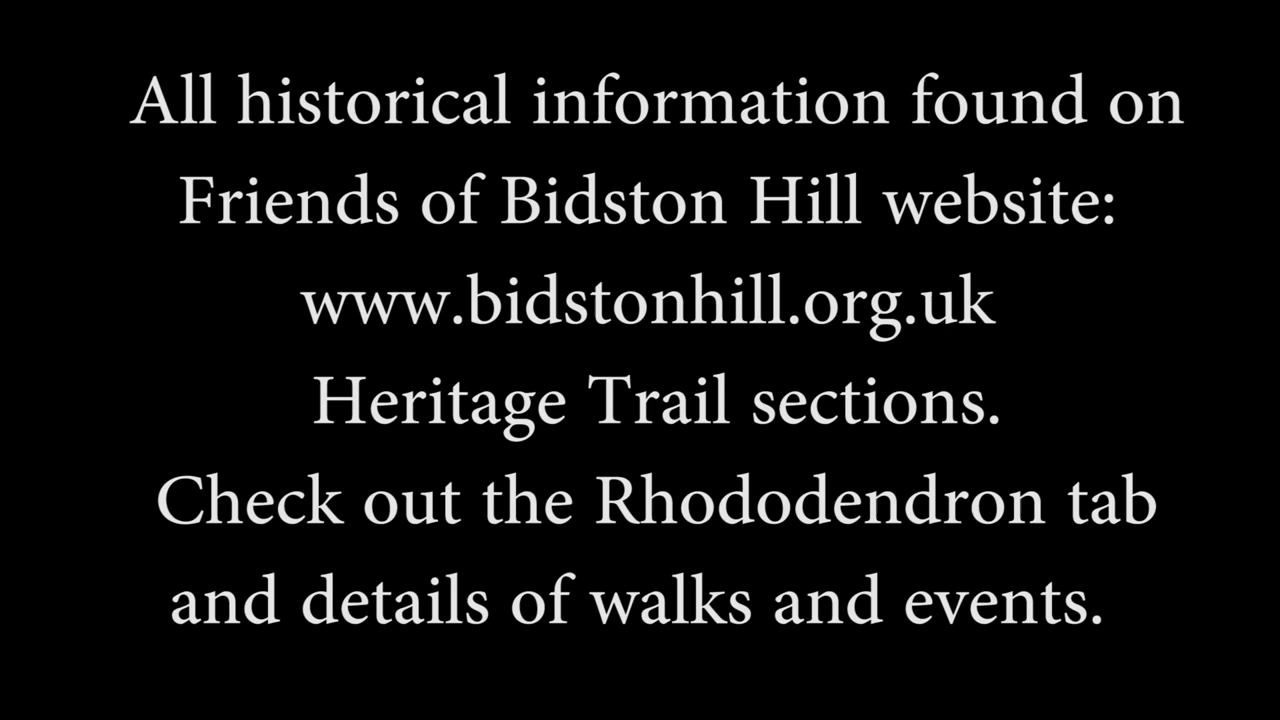 All historical information found on
Friends of Bidston Hill website:
www.bidstonhill.org.uk
Heritage Trail sections.
Check out the Rhododendron tab
and details of walks and events.